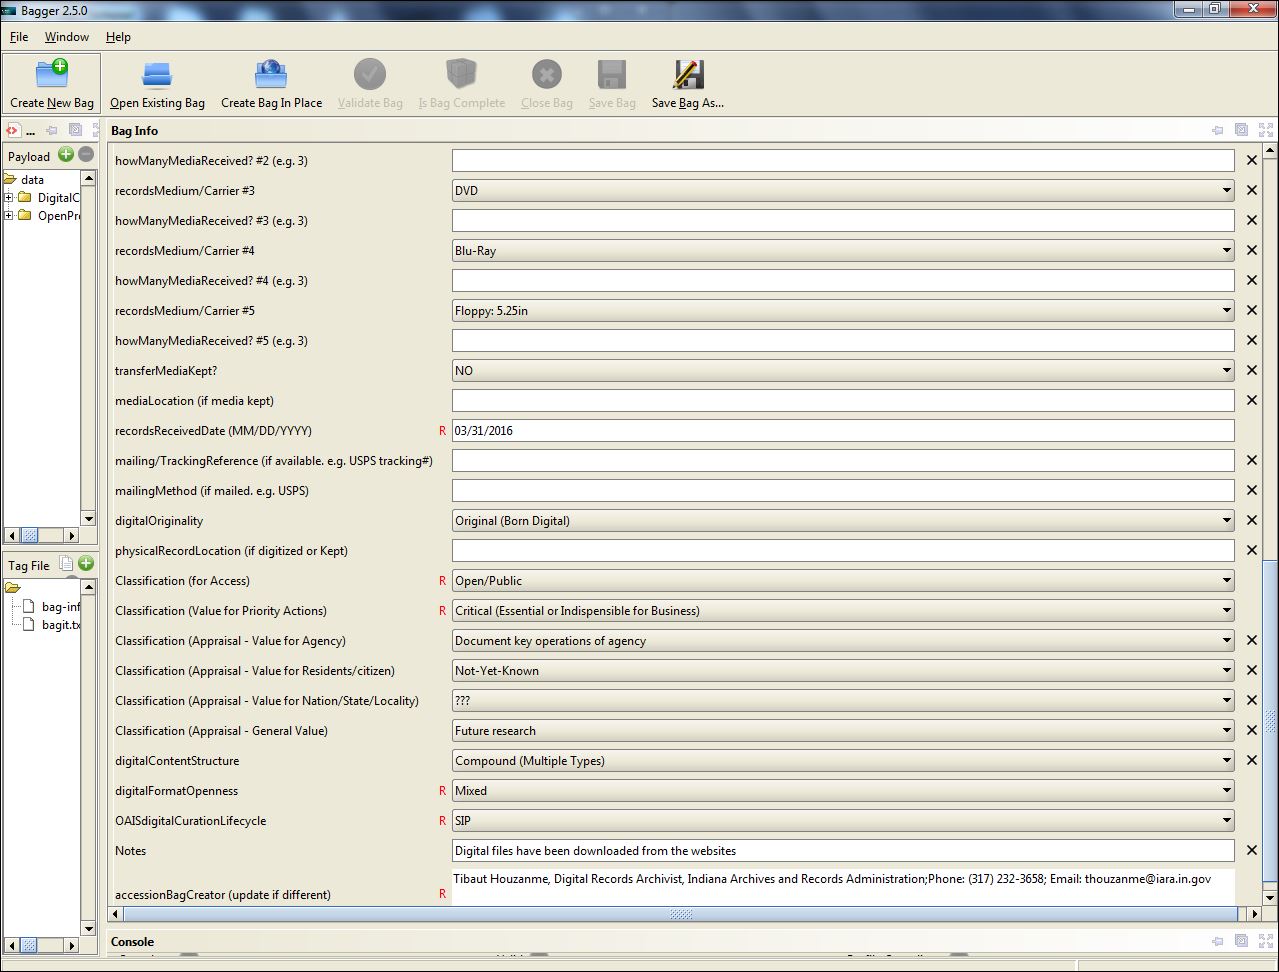 Bagger 2.5.0
File Window Help
Create New Bag Open Existing Bag Create Bag In Place Validate Bag Is Bag Complete Close Bag Save Bag Save Bag As...
... Bag Info
Payload
data
DigitalC
OpenPr
howManyMediaReceived? #2 (e.g. 3)
recordsMedium/Carrier #3 DVD
howManyMediaReceived? #3 (e.g. 3)
recordsMedium/Carrier #4 Blu-Ray
howManyMediaReceived? #4 (e.g. 3)
recordsMedium/Carrier #5 Floppy: 5.25in
howManyMediaReceived? #5 (e.g. 3)
transferMediaKept? NO
mediaLocation (if media kept)
recordsReceivedDate (MM/DD/YYYY) R 03/31/2016
mailing/TrackingReference (if available. e.g. USPS tracking#)
mailingMethod (if mailed. e.g. USPS)
digitalOriginality Original (Born Digital)
physicalRecordLocation (if digitized or Kept)
Tag File
bag-inf
bagit.tx
Classification (for Access) R Open/Public
Classification (Value for Priority Actions) R Critical (Essential or Indispensible for Business)
Classification (Appraisal - Value for Agency) Document key operations of agency
Classification (Appraisal - Value for Residents/citizen) Not-Yet-Known
Classification (Appraisal - Value for Nation/State/Locality) ???
Classification (Appraisal - General Value) Future research
digitalContentStructure Compound (Multiple Types)
digitalFormatOpenness R Mixed
OAISdigitalCurationLifecycle R SIP
Notes Digital files have been downloaded from the websites
accessionBagCreator (update if different) R Tibaut Houzanme, Digital Records Archivist, Indiana Archives and Records Administration;Phone: (317) 232-3658; Email: thouzanme@iara.in.gov
Console